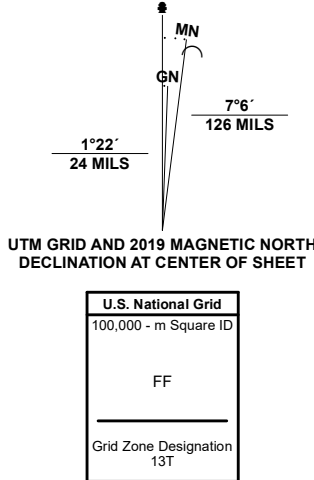 MN
GN
7°6´
126 MILS
1°22´
24 MILS
UTM GRID AND 2019 MAGNETIC NORTH
DECLINATION AT CENTER OF SHEET
U.S. National Grid
100,000 - m Square ID
FF
Grid Zone Designation
13T